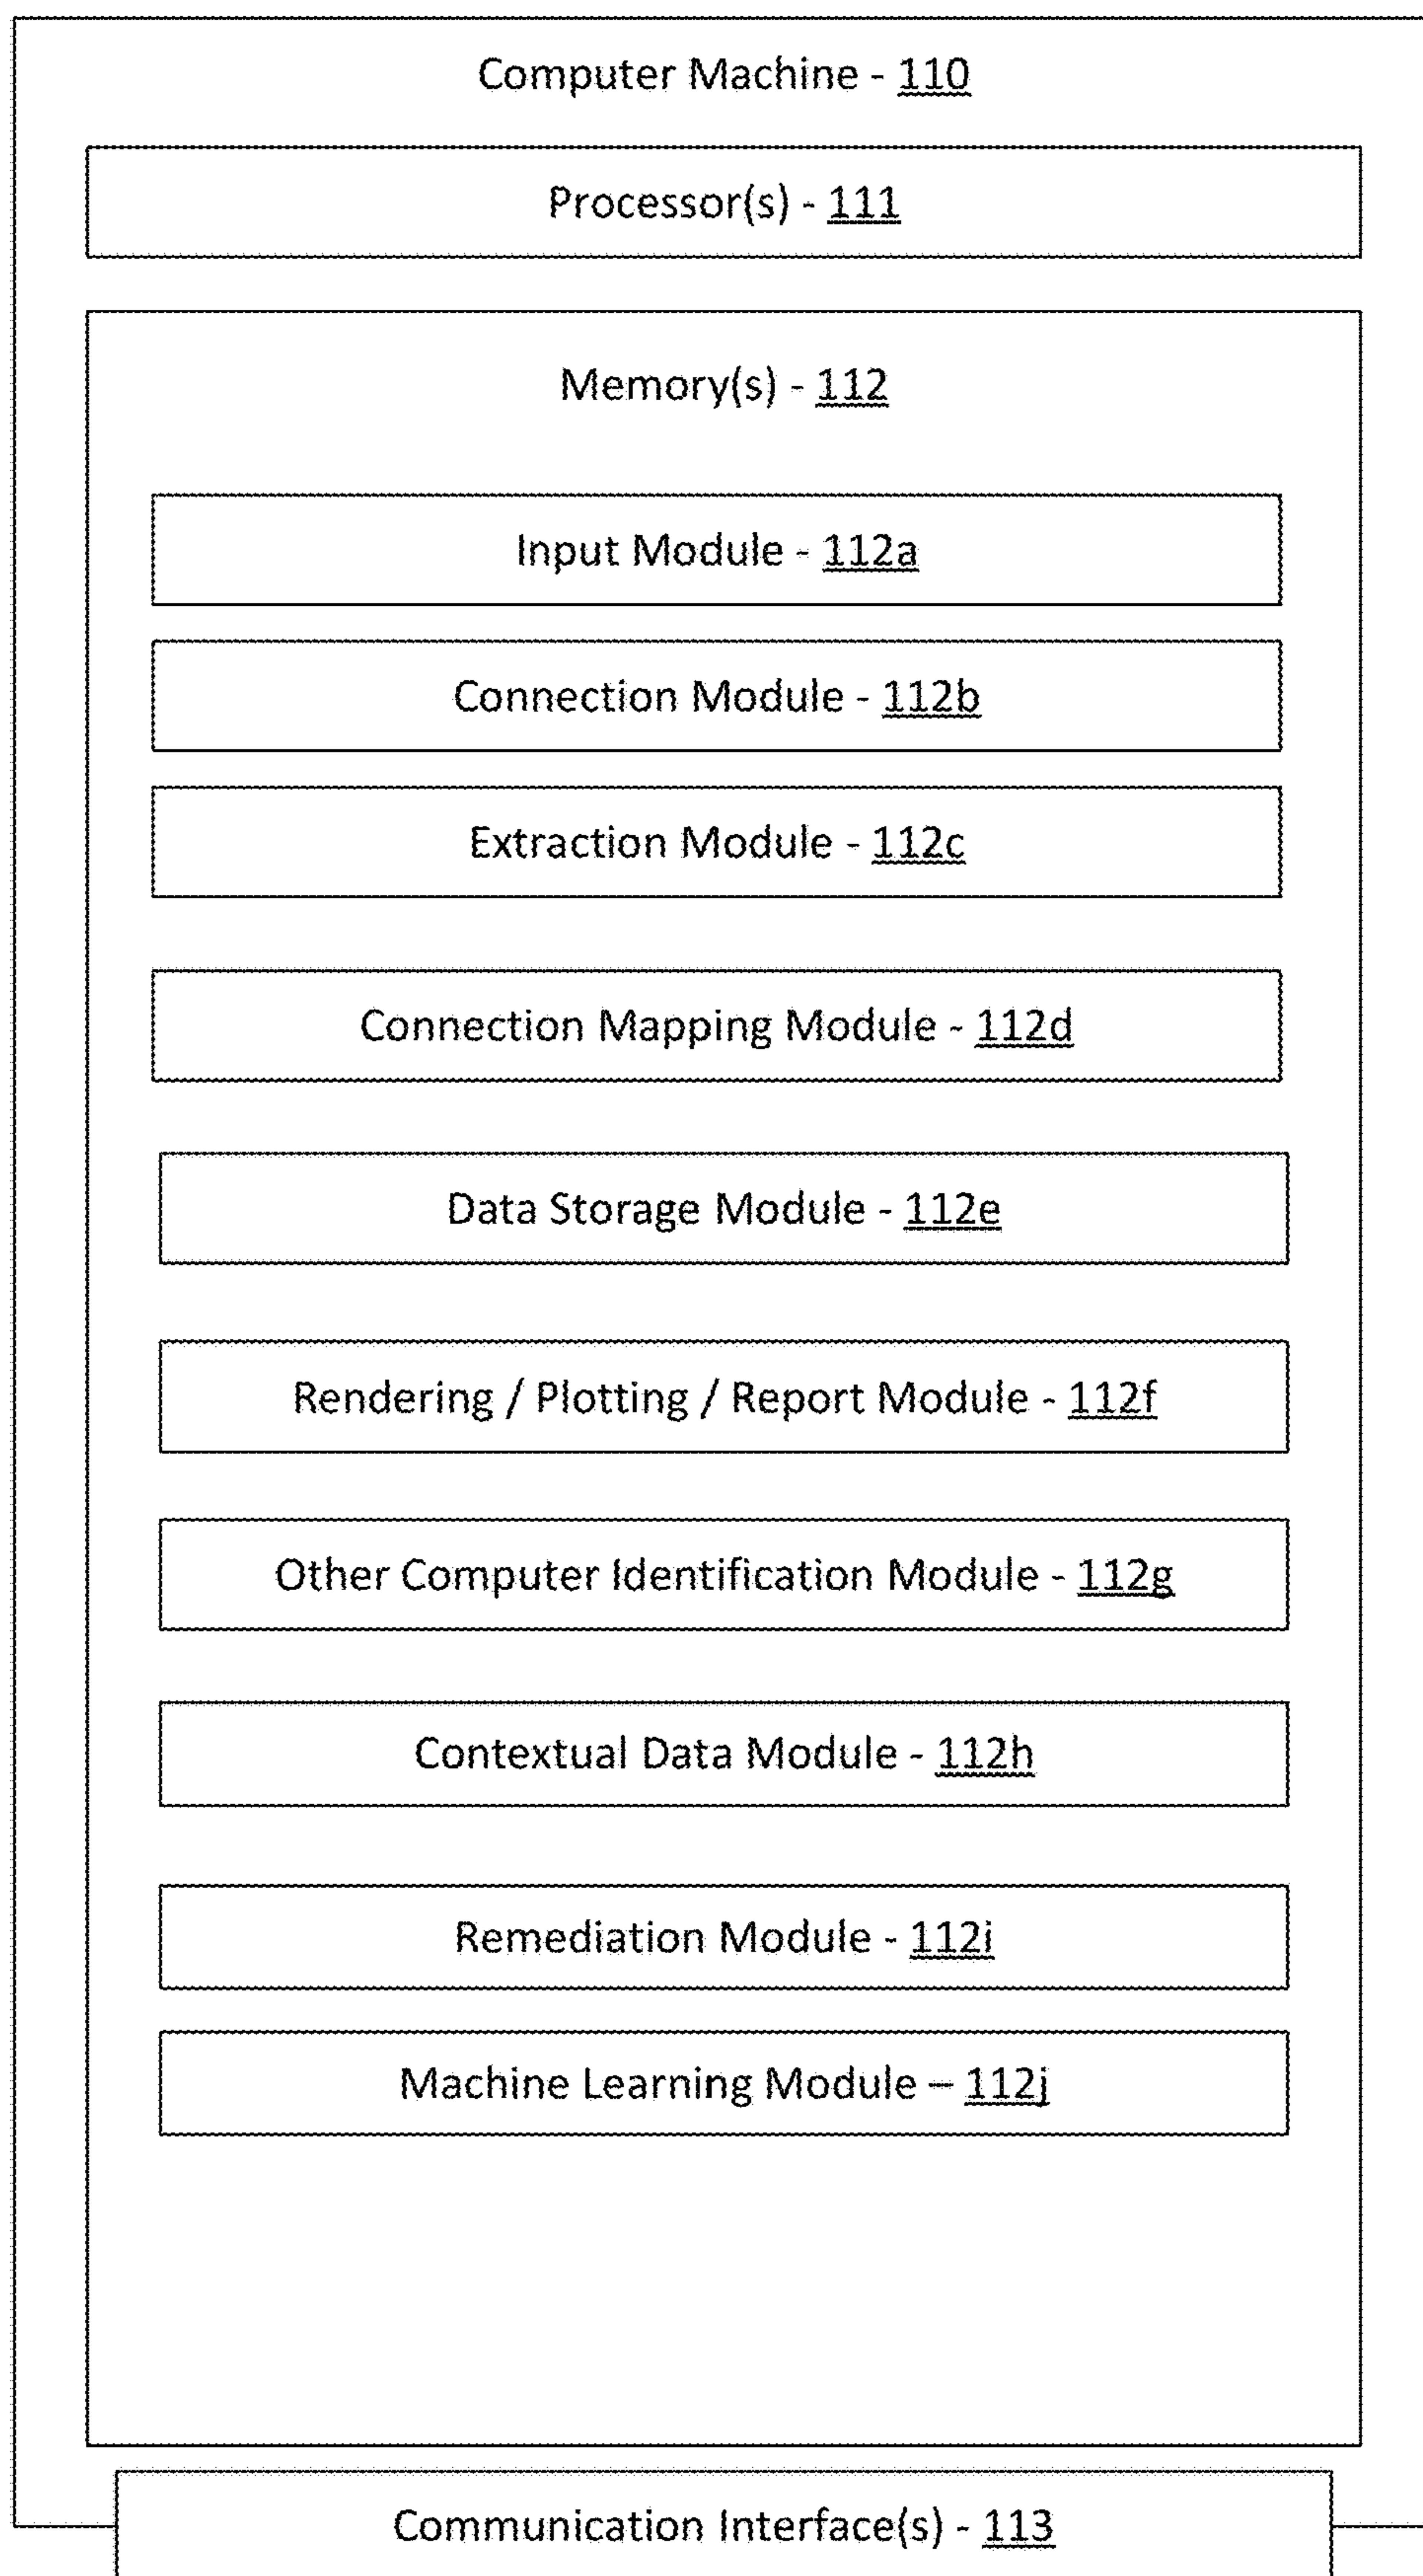 Computer Machine - 110
Processor(s) - 111
Memory(s) - 112
Input Module - 112a
Connection Module - 112b
Extraction Module - 112c
Connection Mapping Module - 112d
Data Storage Module - 112e
Rendering / Plotting / Report Module - 112f
Other Computer Identification Module - 112g
Contextual Data Module - 112h
Remediation Module - 112i
Machine Learning Module – 112j
Communication Interface(s) - 113